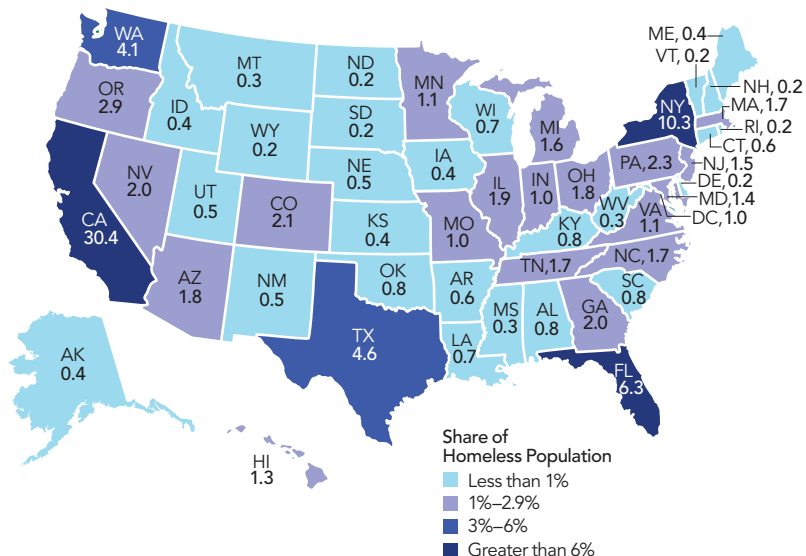 WA
4.1
OR
2.9
CA
30.4
NV
2.0
ID
0.4
MT
0.3
WY
0.2
UT
0.5
AZ
1.8
CO
2.1
NM
0.5
ND
0.2
SD
0.2
NE
0.5
KS
0.4
OK
0.8
TX
4.6
MN
1.1
IA
0.4
MO
1.0
AR
0.6
LA
0.7
WI
0.7
IL
1.9
MI
1.6
IN
1.0
OH
1.8
KY
0.8
TN,1.7
MS
0.3
AL
0.8
GA
2.0
FL
6.3
SC
0.8
NC, 1.7
VA
1.1
WV
0.3
PA, 2.3
NY
10.3
ME, 0.4
VT, 0.2
NH, 0.2
MA, 1.7
RI, 0.2
CT, 0.6
NJ, 1.5
DE, 0.2
MD, 1.4
DC, 1.0
AK
0.4
HI
1.3
Share of
Homeless Population
Less than 1%
1%–2.9%
3%–6%
Greater than 6%